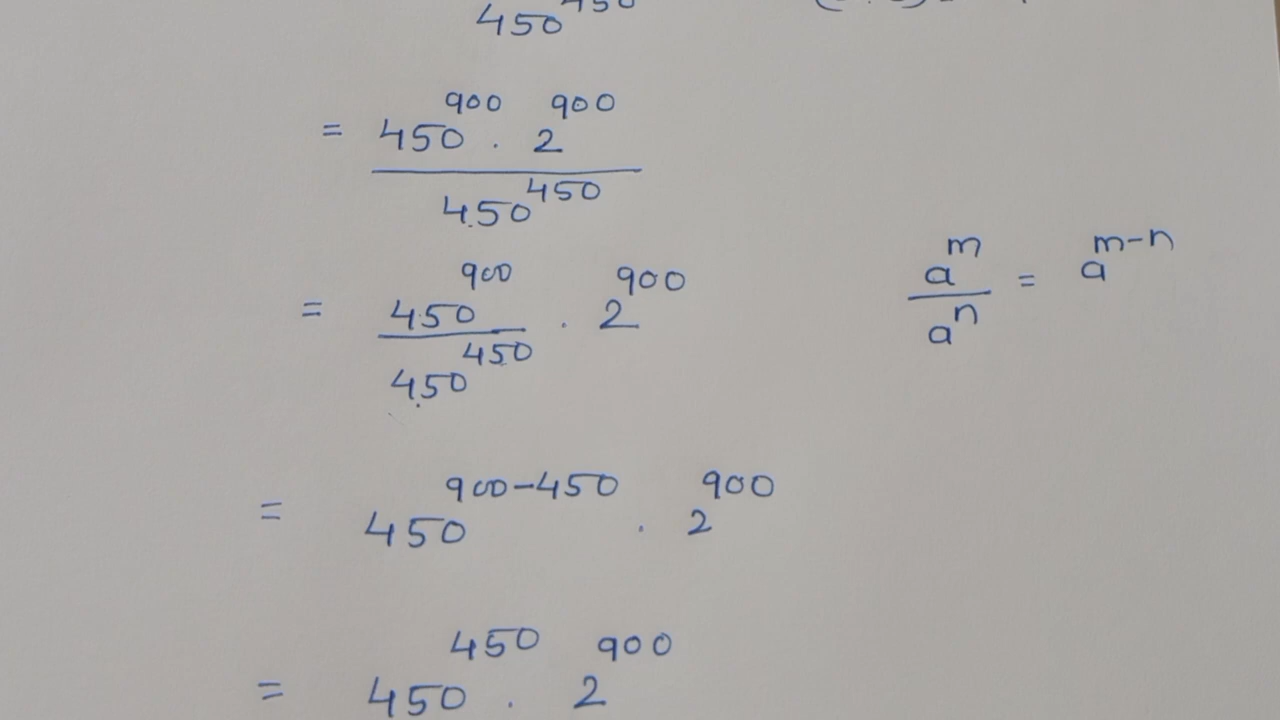 450^450
= 450^900 . 2^900
450^450
= 450^900 . 2^900
450^450
a^m = a^m-n
a^n
= 450^900-450 . 2^900
= 450^450 . 2^900